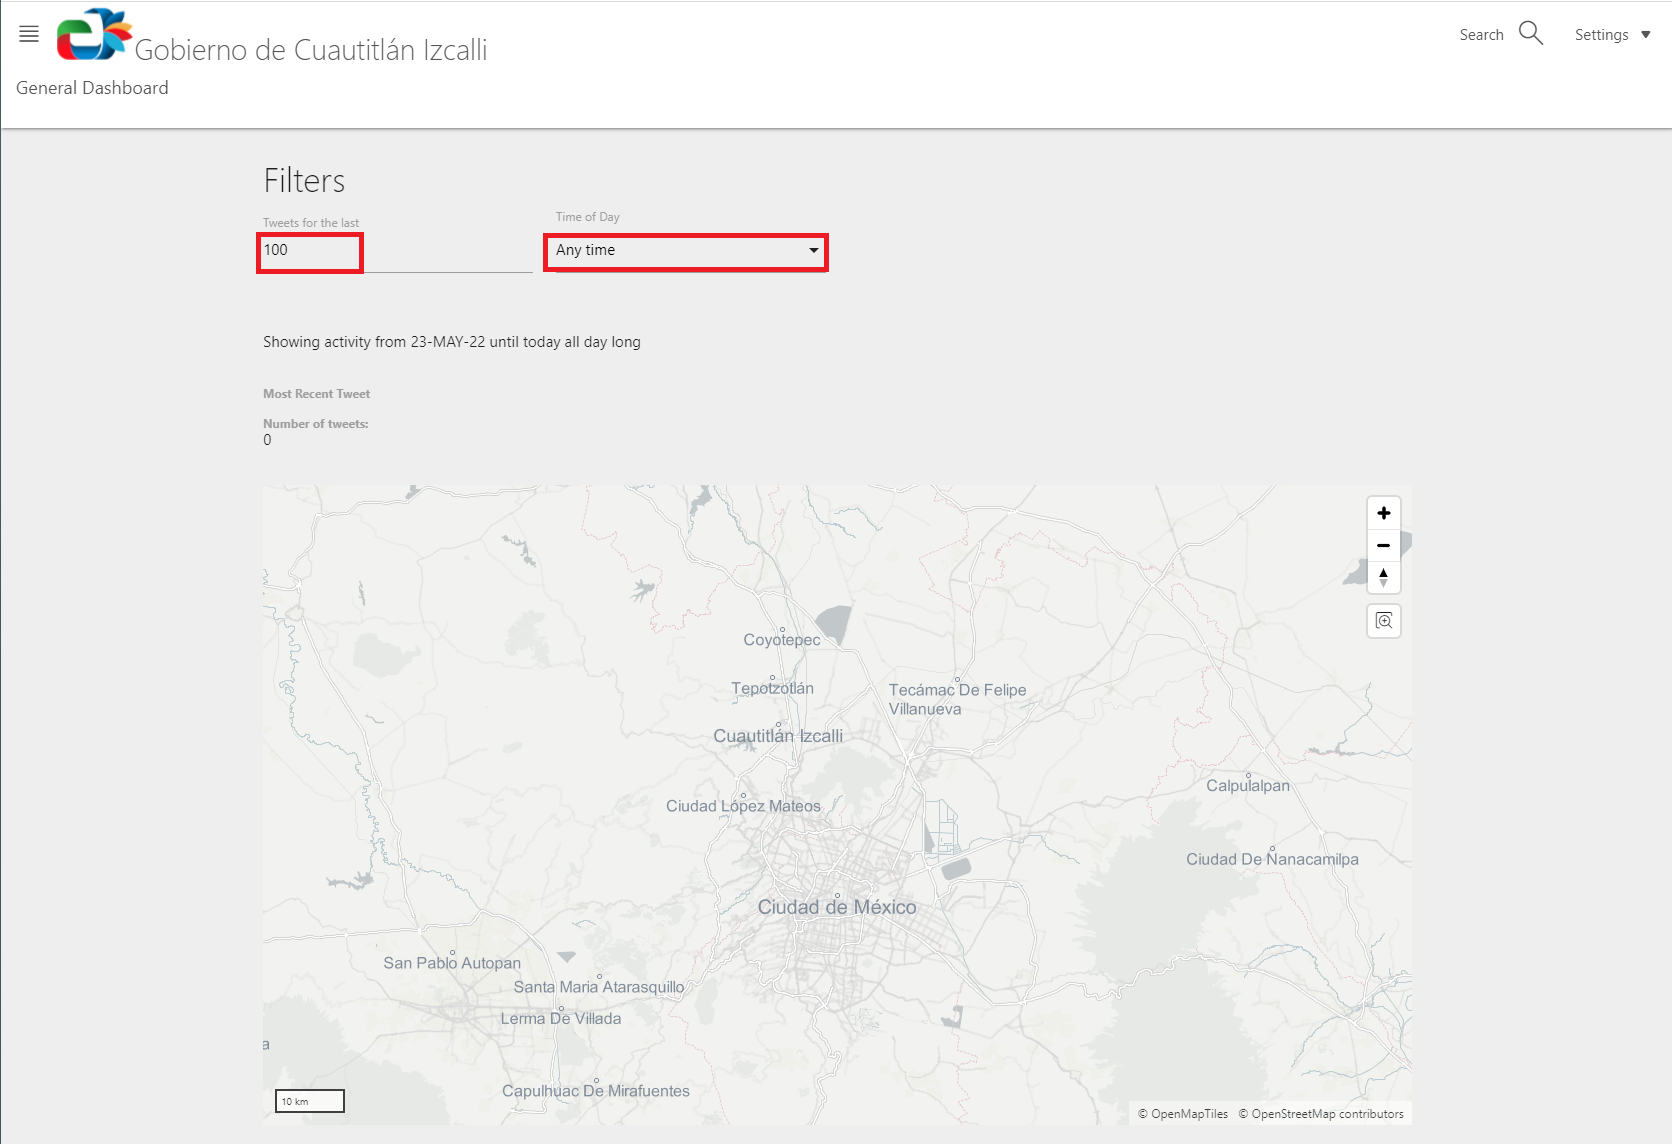 Gobierno de Cuautitlán Izcalli
Search
Settings
General Dashboard
Filters
Tweets for the last
Time of Day
100
Any time
Showing activity from 23-MAY-22 until today all day long
Most Recent Tweet
Number of tweets:
0
Coyotepec
Tepotzotlán
Tecámac De Felipe
Villanueva
Cuautitlán Izcalli
Calpulalpan
Ciudad López Mateos
Ciudad De Nanacamilpa
Ciudad de México
San Pablo Autopan
Santa Maria Atarasquillo
Lerma De Villada
a
Capulhuac De Mirafuentes
10 km
© OpenMapTiles © OpenStreetMap contributors